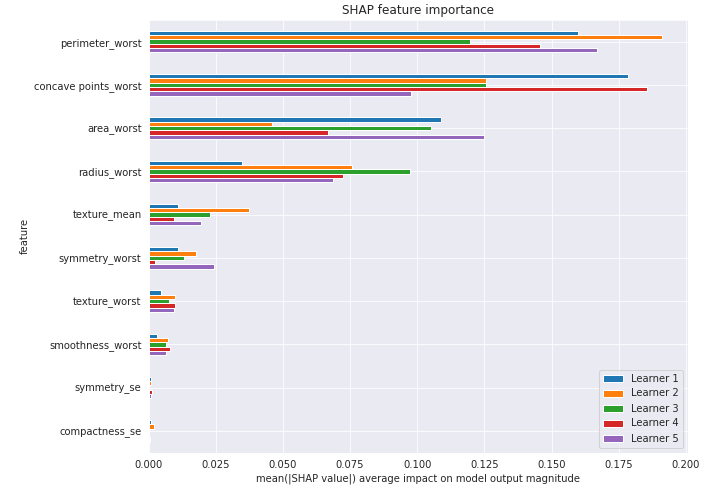 SHAP feature importance
perimeter_worst
concave points_worst
area_worst
radius_worst
texture_mean
symmetry_worst
texture_worst
smoothness_worst
symmetry_se
compactness_se
feature
Learner 1
Learner 2
Learner 3
Learner 4
Learner 5
0.000 0.025 0.050 0.075 0.100 0.125 0.150 0.175 0.200
mean(|SHAP value|) average impact on model output magnitude